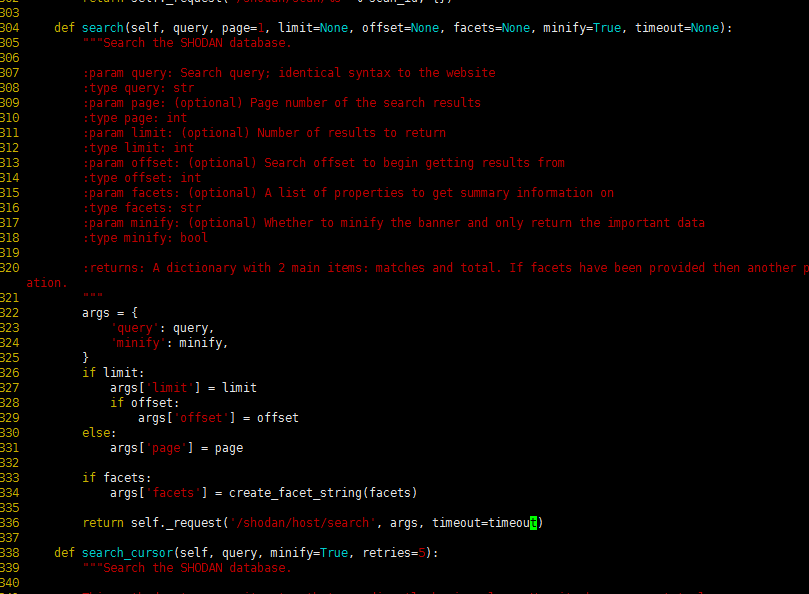 303
304     def search(self, query, page=1, limit=None, offset=None, facets=None, minify=True, timeout=None):
305         """Search the SHODAN database.
306
307         :param query: Search query; identical syntax to the website
308         :type query: str
309         :param page: (optional) Page number of the search results
310         :type page: int
311         :param limit: (optional) Number of results to return
312         :type limit: int
313         :param offset: (optional) Search offset to begin getting results from
314         :type offset: int
315         :param facets: (optional) A list of properties to get summary information on
316         :type facets: str
317         :param minify: (optional) Whether to minify the banner and only return the important data
318         :type minify: bool
319
320         :returns: A dictionary with 2 main items: matches and total. If facets have been provided then another p
ation.
321         """
322         args = {
323             'query': query,
324             'minify': minify,
325         }
326         if limit:
327             args['limit'] = limit
328             if offset:
329                 args['offset'] = offset
330         else:
331             args['page'] = page
332
333         if facets:
334             args['facets'] = create_facet_string(facets)
335
336         return self._request('/shodan/host/search', args, timeout=timeout)
337
338     def search_cursor(self, query, minify=True, retries=5):
339         """Search the SHODAN database.
340